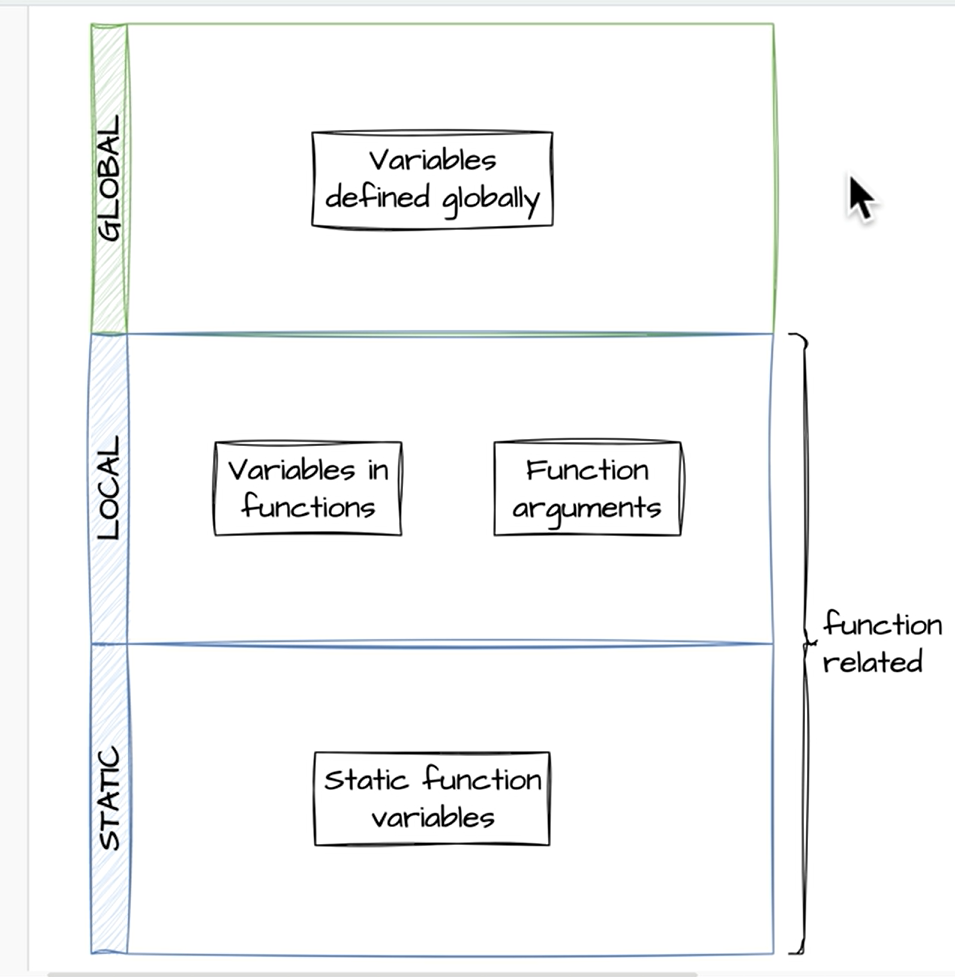 GLOBAL
Variables
defined globally
LOCAL
Variables in
functions
Function
arguments
function
related
STATIC
Static function
variables